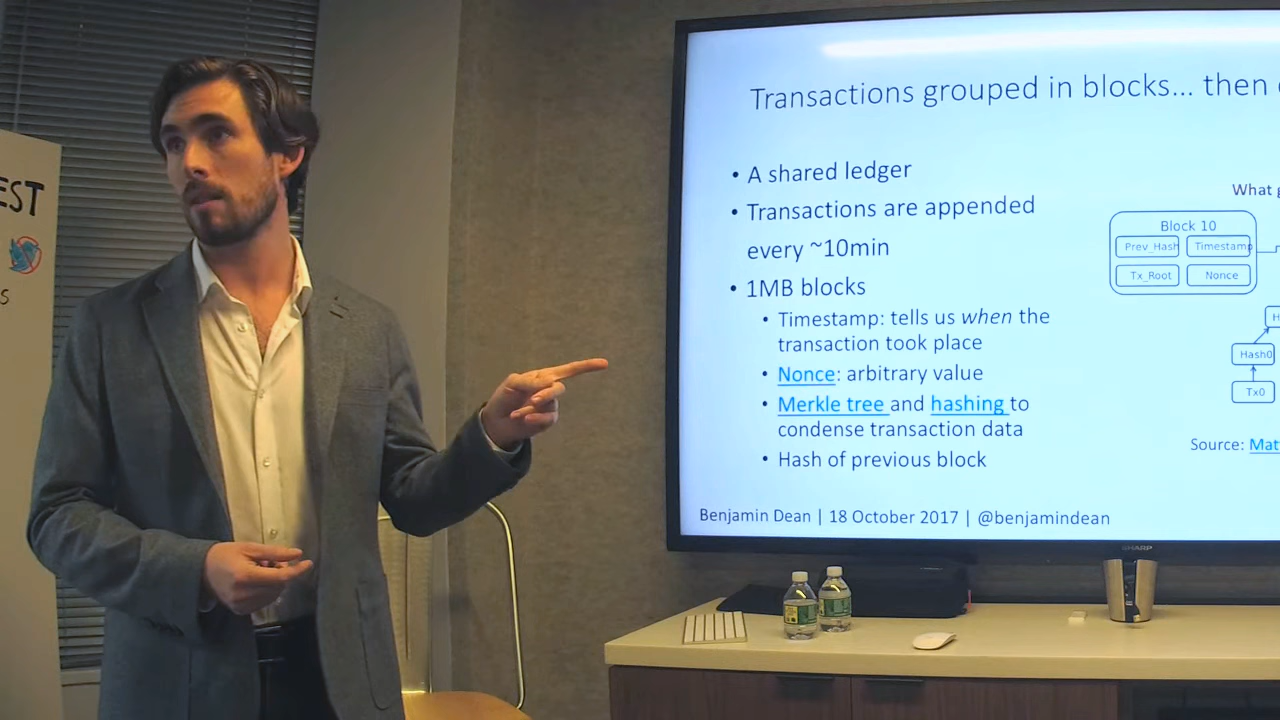 EST
S
Transactions grouped in blocks... then
• A shared ledger
• Transactions are appended
every ~10min
• 1MB blocks
• Timestamp: tells us when the
transaction took place
• Nonce: arbitrary value
• Merkle tree and hashing to
condense transaction data
• Hash of previous block
What
Block 10
Prev_Hash Timestamp
Tx_Root Nonce
H
Hash0
Tx0
Source: Mat
Benjamin Dean | 18 October 2017 | @benjamindean
SHARP